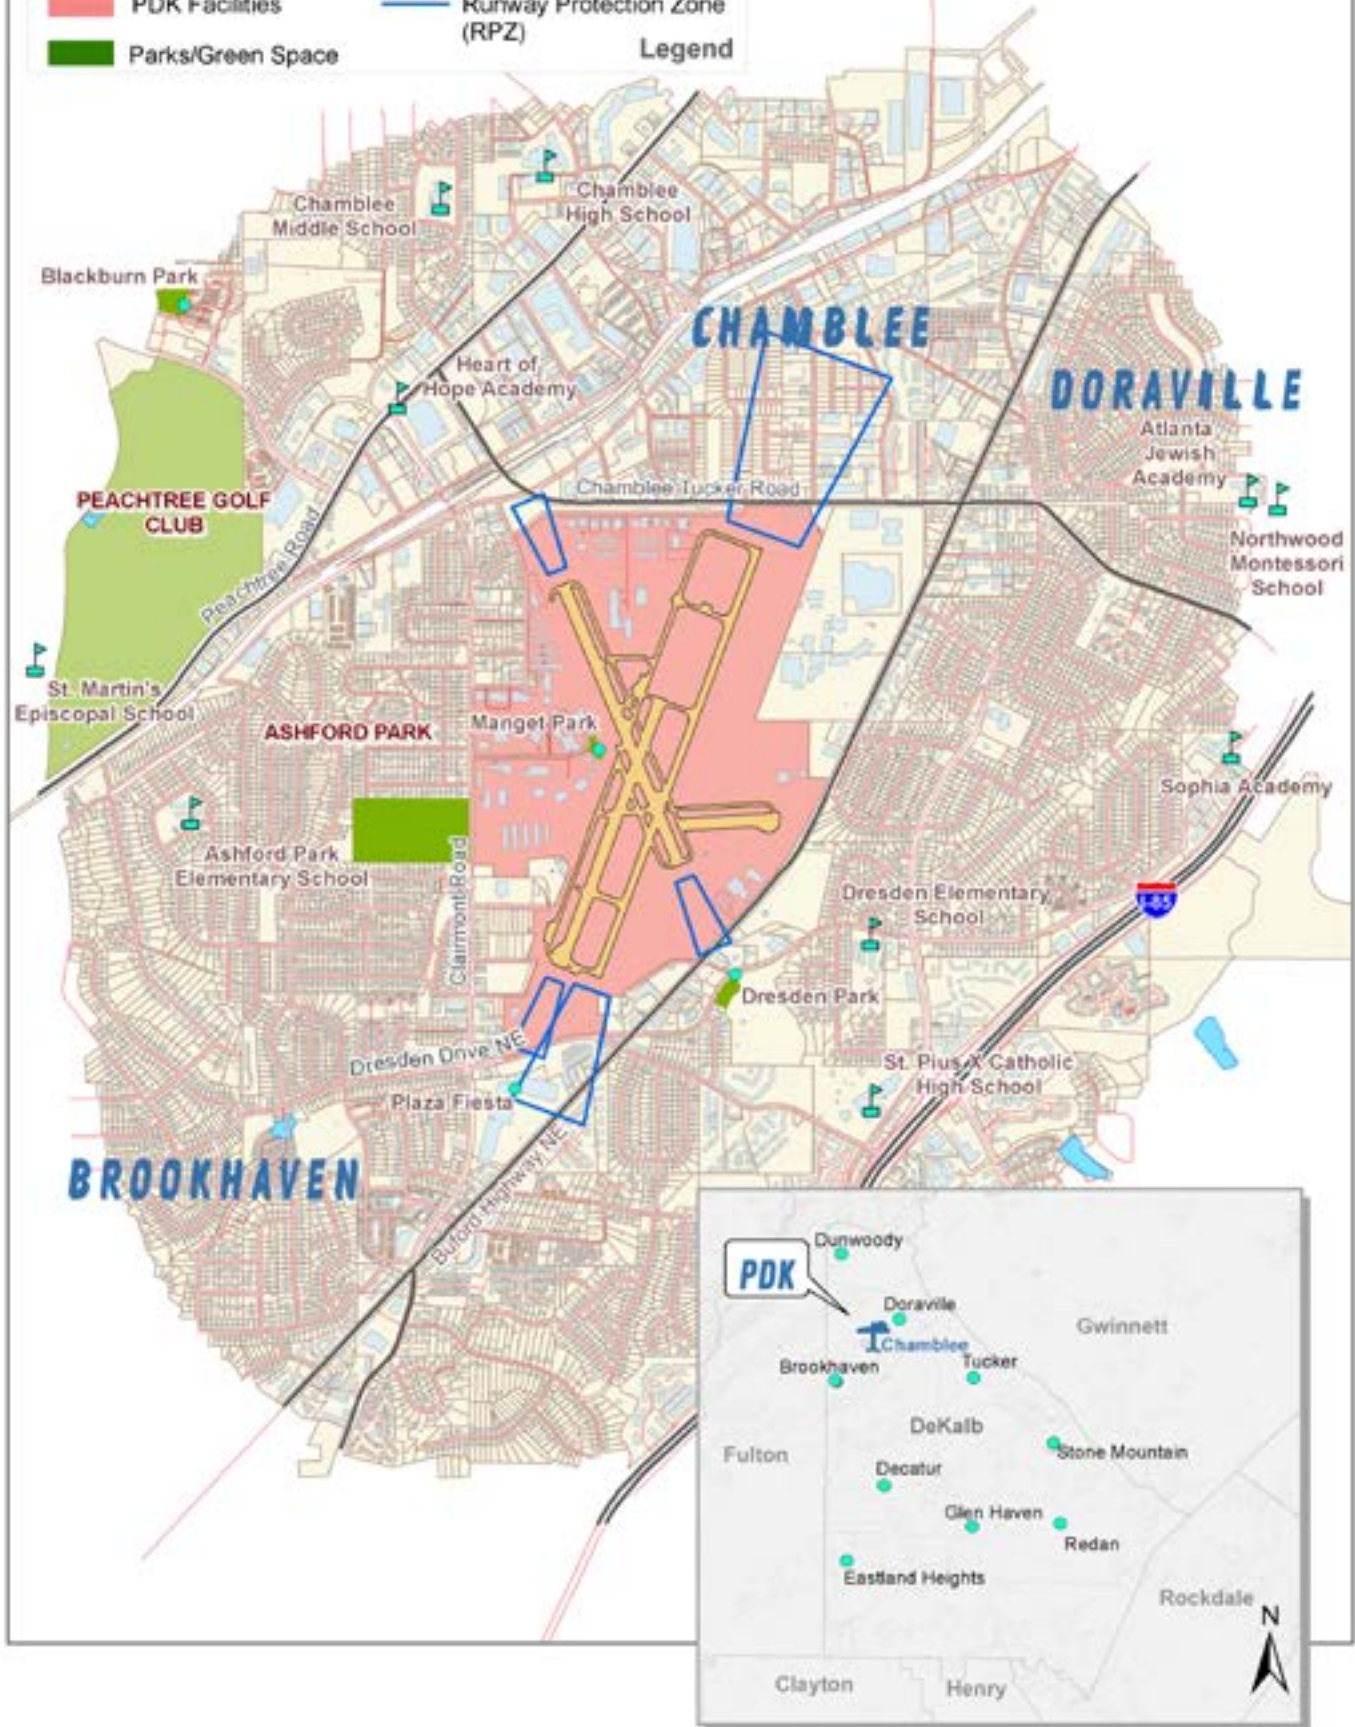 PDK Facilities
Runway Protection Zone
(RPZ)
Parks/Green Space
Legend
Chamblee
Middle School
Chamblee
High School
Blackburn Park
CHAMBLEE
Heart of
Hope Academy
DORAVILLE
Atlanta
Jewish
Academy
Chamblee Tucker Road
PEACHTREE GOLF
CLUB
Peachtree Road
Northwood
Montessori
School
St. Martin's
Episcopal School
ASHFORD PARK
Manget Park
Sophia Academy
Ashford Park
Elementary School
Clairmont Road
Dresden Elementary
School
I-85
Dresden Park
Dresden Drive NE
St. Pius X Catholic
High School
Plaza Fiesta
BROOKHAVEN
Buford Highway NE
Dunwoody
PDK
Doraville
Gwinnett
Chamblee
Brookhaven
Tucker
DeKalb
Fulton
Stone Mountain
Decatur
Glen Haven
Redan
Eastland Heights
Rockdale
N
Clayton
Henry